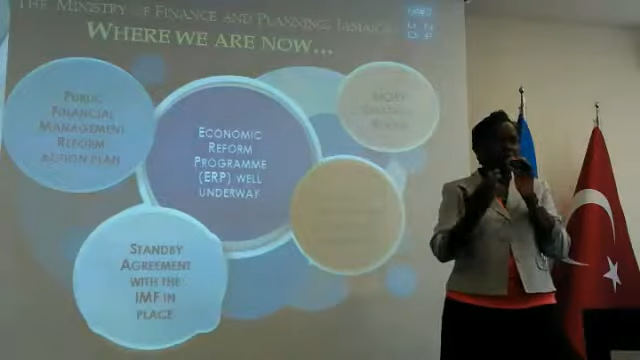 THE MINISTRY OF FINANCE AND PLANNING, JAMAICA
WHERE WE ARE NOW...
U N
D P
PUBLIC
FINANCIAL
MANAGEMENT
REFORM
ACTION PLAN
ECONOMIC
REFORM
PROGRAMME
(ERP) WELL
UNDERWAY
STANDBY
AGREEMENT
WITH THE
IMF IN
PLACE